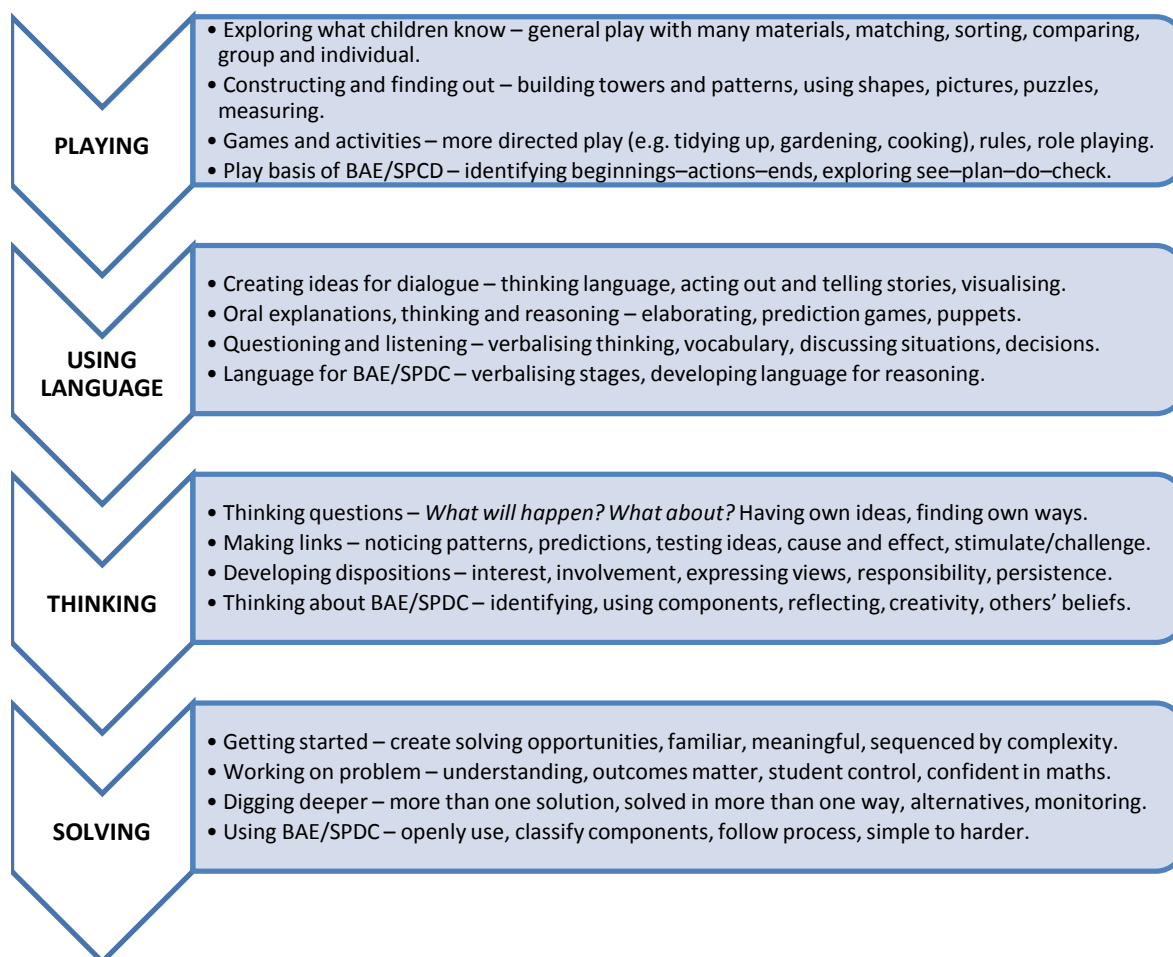 PLAYING
• Exploring what children know – general play with many materials, matching, sorting, comparing,
group and individual.
• Constructing and finding out – building towers and patterns, using shapes, pictures, puzzles,
measuring.
• Games and activities – more directed play (e.g. tidying up, gardening, cooking), rules, role playing.
• Play basis of BAE/SPCD – identifying beginnings–actions–ends, exploring see–plan–do–check.
USING
LANGUAGE
• Creating ideas for dialogue – thinking language, acting out and telling stories, visualising.
• Oral explanations, thinking and reasoning – elaborating, prediction games, puppets.
• Questioning and listening – verbalising thinking, vocabulary, discussing situations, decisions.
• Language for BAE/SPDC – verbalising stages, developing language for reasoning.
THINKING
• Thinking questions – What will happen? What about? Having own ideas, finding own ways.
• Making links – noticing patterns, predictions, testing ideas, cause and effect, stimulate/challenge.
• Developing dispositions – interest, involvement, expressing views, responsibility, persistence.
• Thinking about BAE/SPDC – identifying, using components, reflecting, creativity, others’ beliefs.
SOLVING
• Getting started – create solving opportunities, familiar, meaningful, sequenced by complexity.
• Working on problem – understanding, outcomes matter, student control, confident in maths.
• Digging deeper – more than one solution, solved in more than one way, alternatives, monitoring.
• Using BAE/SPDC – openly use, classify components, follow process, simple to harder.